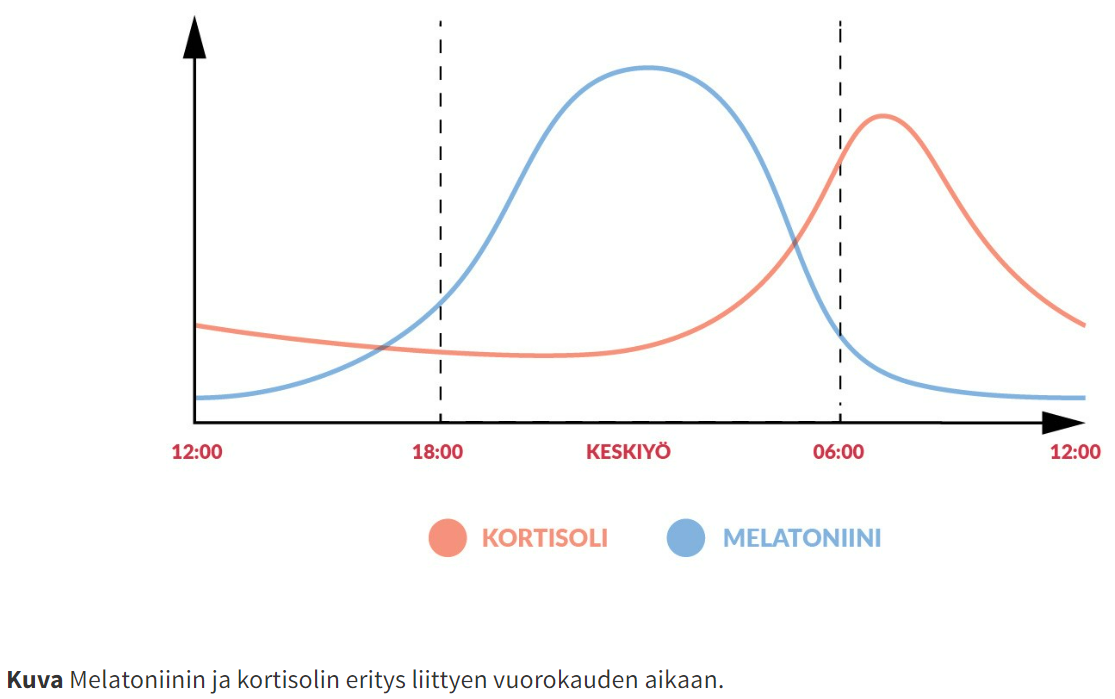 12:00 18:00 KESKIYÖ 06:00 12:00
KORTISOLI MELATONIINI
Kuva Melatoniinin ja kortisolin eritys liittyen vuorokauden aikaan.